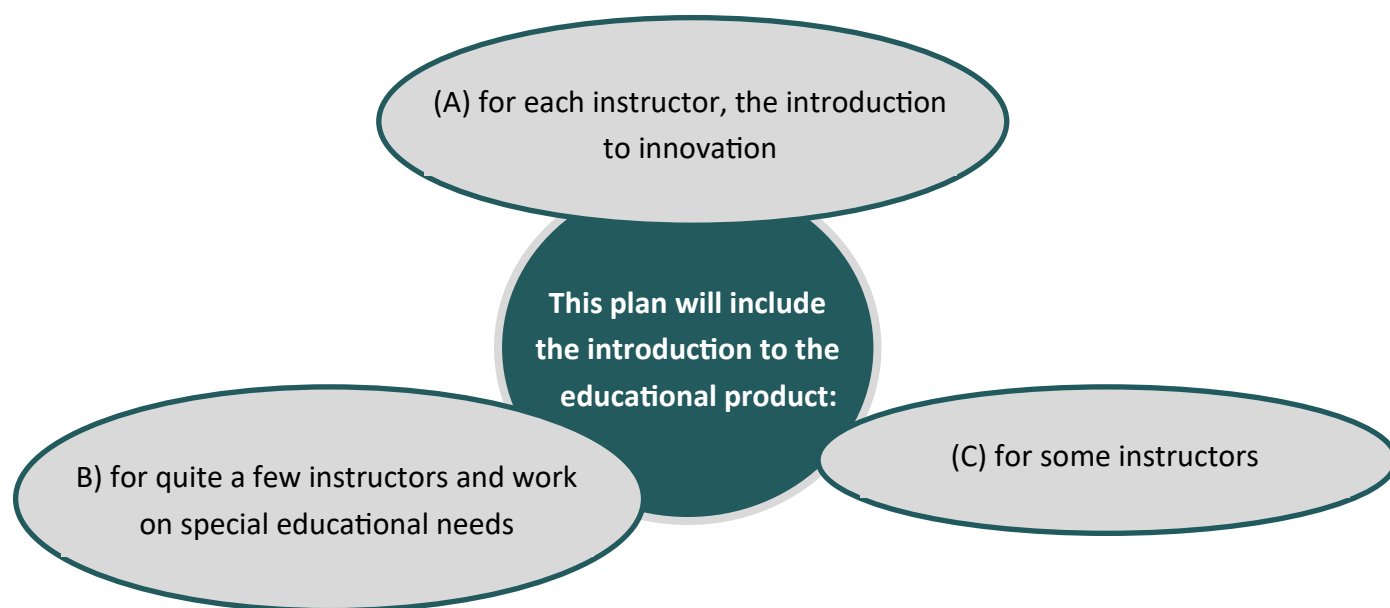 (A) for each instructor, the introduction
to innovation
This plan will include
the introduction to the
educational product:
B) for quite a few instructors and work
on special educational needs
(C) for some instructors